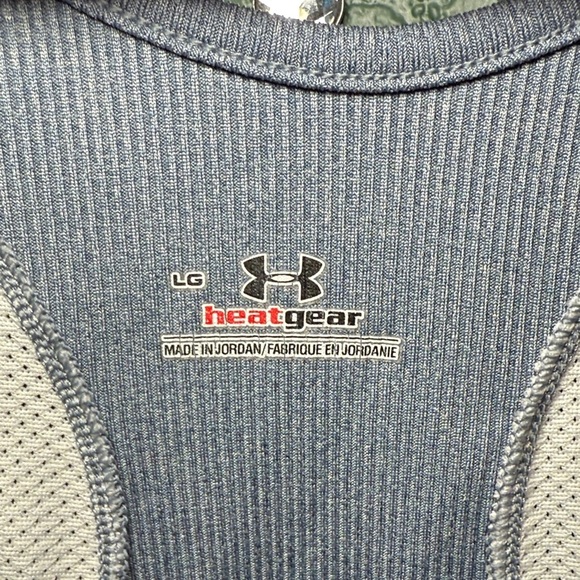 LG
heatgear
MADE IN JORDAN/FABRIQUE EN JORDANIE